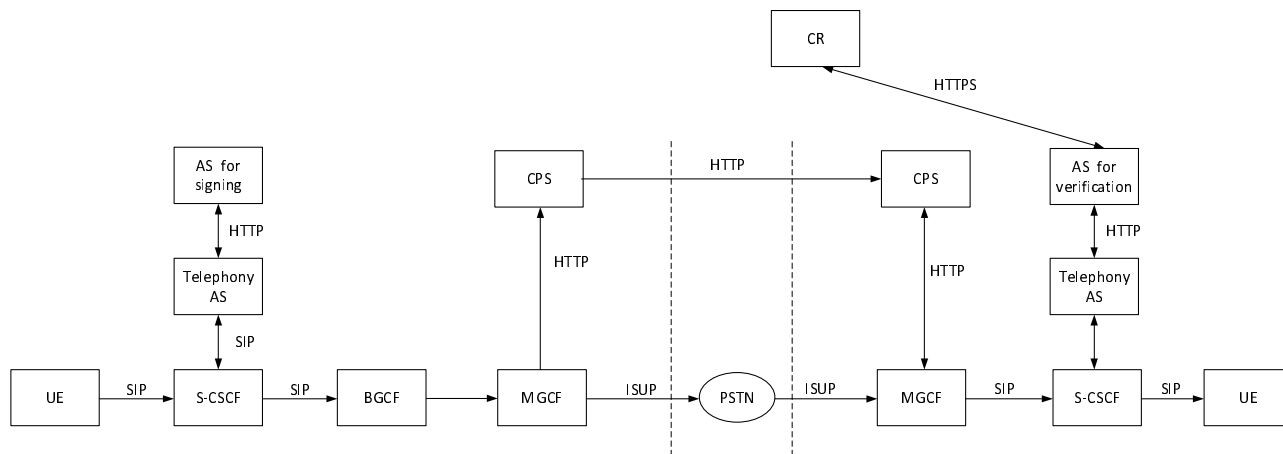 CR
HTTPS
AS for
signing
CPS
HTTP
CPS
AS for
verification
HTTP
HTTP
Telephony
AS
HTTP
HTTP
Telephony
AS
SIP
UE
SIP
S-CSCF
SIP
BGCF
MGCF
ISUP
PSTN
ISUP
MGCF
SIP
S-CSCF
SIP
UE